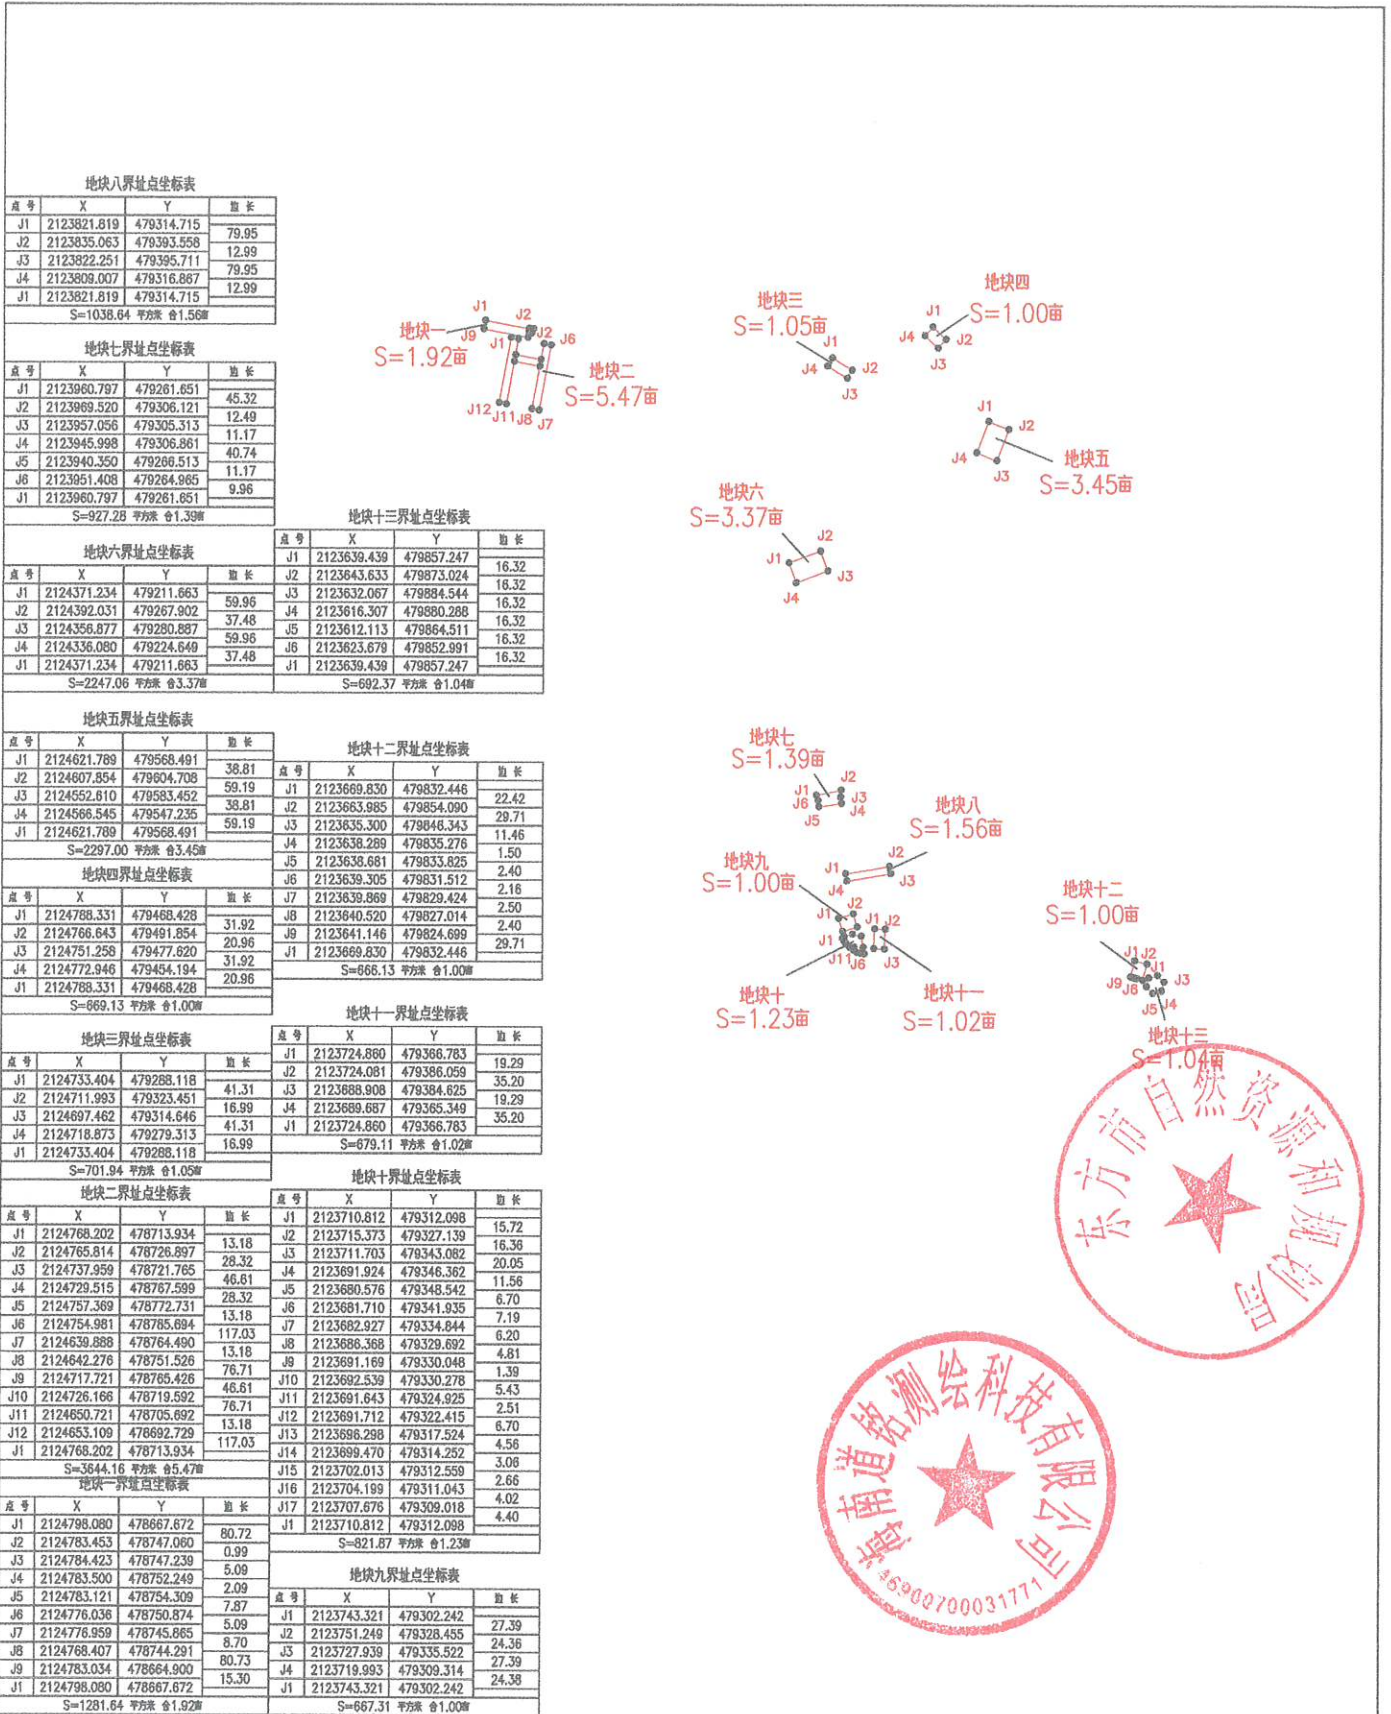 地块八界址点坐标表
点号 X Y 边长
J1 2123821.819 479314.715
79.95
J2 2123835.063 479393.558
12.99
J3 2123822.251 479395.711
79.95
J4 2123809.007 479316.867
12.99
J1 2123821.819 479314.715
S=1038.64 平方米 合1.56亩
地块七界址点坐标表
点号 X Y 边长
J1 2123960.797 479261.651
45.32
J2 2123969.520 479306.121
12.49
J3 2123957.056 479305.313
11.17
J4 2123945.998 479306.861
40.74
J5 2123940.350 479266.513
11.17
J6 2123951.408 479264.965
9.96
J1 2123960.797 479261.651
S=927.28 平方米 合1.39亩
地块六界址点坐标表
点号 X Y 边长
J1 2124371.234 479211.663
59.96
J2 2124392.031 479267.902
37.48
J3 2124356.877 479280.887
59.96
J4 2124336.080 479224.649
37.48
J1 2124371.234 479211.663
S=2247.06 平方米 合3.37亩
地块五界址点坐标表
点号 X Y 边长
J1 2124621.789 479568.491
38.81
J2 2124607.854 479604.708
59.19
J3 2124552.610 479583.452
38.81
J4 2124566.545 479547.235
59.19
J1 2124621.789 479568.491
S=2297.00 平方米 合3.45亩
地块四界址点坐标表
点号 X Y 边长
J1 2124788.331 479468.428
31.92
J2 2124766.643 479491.854
20.96
J3 2124751.258 479477.620
31.92
J4 2124772.946 479454.194
20.96
J1 2124788.331 479468.428
S=669.13 平方米 合1.00亩
地块三界址点坐标表
点号 X Y 边长
J1 2124733.404 479288.118
41.31
J2 2124711.993 479323.451
16.99
J3 2124697.462 479314.646
41.31
J4 2124718.873 479279.313
16.99
J1 2124733.404 479288.118
S=701.94 平方米 合1.05亩
地块二界址点坐标表
点号 X Y 边长
J1 2124768.202 478713.934
13.18
J2 2124765.814 478726.897
28.32
J3 2124737.959 478721.765
46.61
J4 2124729.515 478767.599
28.32
J5 2124757.369 478772.731
13.18
J6 2124754.981 478785.694
117.03
J7 2124639.888 478764.490
13.18
J8 2124642.276 478751.526
76.71
J9 2124717.721 478765.426
46.61
J10 2124726.166 478719.592
76.71
J11 2124650.721 478705.692
13.18
J12 2124653.109 478692.729
117.03
J1 2124768.202 478713.934
S=3644.16 平方米 合5.47亩
地块一界址点坐标表
点号 X Y 边长
J1 2124798.080 478667.672
80.72
J2 2124783.453 478747.060
0.99
J3 2124784.423 478747.239
5.09
J4 2124783.500 478752.249
2.09
J5 2124783.121 478754.309
7.87
J6 2124776.036 478750.874
5.09
J7 2124776.959 478745.865
8.70
J8 2124768.407 478744.291
80.73
J9 2124783.034 478664.900
15.30
J1 2124798.080 478667.672
S=1281.64 平方米 合1.92亩
地块十三界址点坐标表
点号 X Y 边长
J1 2123639.439 479857.247
16.32
J2 2123643.633 479873.024
16.32
J3 2123632.067 479884.544
16.32
J4 2123616.307 479880.288
16.32
J5 2123612.113 479864.511
16.32
J6 2123623.679 479852.991
16.32
J1 2123639.439 479857.247
S=692.37 平方米 合1.04亩
地块十二界址点坐标表
点号 X Y 边长
J1 2123669.830 479832.446
22.42
J2 2123663.985 479854.090
29.71
J3 2123635.300 479846.343
11.46
J4 2123638.289 479835.276
1.50
J5 2123638.681 479833.825
2.40
J6 2123639.305 479831.512
2.16
J7 2123639.869 479829.424
2.50
J8 2123640.520 479827.014
2.40
J9 2123641.146 479824.699
29.71
J1 2123669.830 479832.446
S=666.13 平方米 合1.00亩
地块十一界址点坐标表
点号 X Y 边长
J1 2123724.860 479366.783
19.29
J2 2123724.081 479386.059
35.20
J3 2123688.908 479384.625
19.29
J4 2123689.687 479365.349
35.20
J1 2123724.860 479366.783
S=679.11 平方米 合1.02亩
地块十界址点坐标表
点号 X Y 边长
J1 2123710.812 479312.098
15.72
J2 2123715.373 479327.139
16.36
J3 2123711.703 479343.082
20.05
J4 2123691.924 479346.362
11.56
J5 2123680.576 479348.542
6.70
J6 2123681.710 479341.935
7.19
J7 2123682.927 479334.844
6.20
J8 2123686.368 479329.692
4.81
J9 2123691.169 479330.048
1.39
J10 2123692.539 479330.278
5.43
J11 2123691.643 479324.925
2.51
J12 2123691.712 479322.415
6.70
J13 2123696.298 479317.524
4.56
J14 2123699.470 479314.252
3.06
J15 2123702.013 479312.559
2.66
J16 2123704.199 479311.043
4.02
J17 2123707.676 479309.018
4.40
J1 2123710.812 479312.098
S=821.87 平方米 合1.23亩
地块九界址点坐标表
点号 X Y 边长
J1 2123743.321 479302.242
27.39
J2 2123751.249 479328.455
24.36
J3 2123727.939 479335.522
27.39
J4 2123719.993 479309.314
24.38
J1 2123743.321 479302.242
S=667.31 平方米 合1.00亩
地块一
S=1.92亩
J1
J2
J9
J1
J2
J6
J12
J11
J8
J7
地块二
S=5.47亩
地块三
S=1.05亩
J1
J2
J4
J3
地块四
S=1.00亩
J1
J4
J2
J3
J1
J2
J4
J3
地块五
S=3.45亩
地块六
S=3.37亩
J2
J1
J3
J4
地块七
S=1.39亩
J2
J1
J3
J6
J4
J5
地块八
S=1.56亩
J2
J1
J3
J4
地块九
S=1.00亩
J2
J1
J1
J2
J1
J11
J6
J3
地块十
S=1.23亩
地块十一
S=1.02亩
地块十二
S=1.00亩
J1
J2
J1
J3
J9
J6
J4
J5
地块十三
S=1.04亩
东方市自然资源和规划局
海南道铭测绘科技有限公司
46900700031771